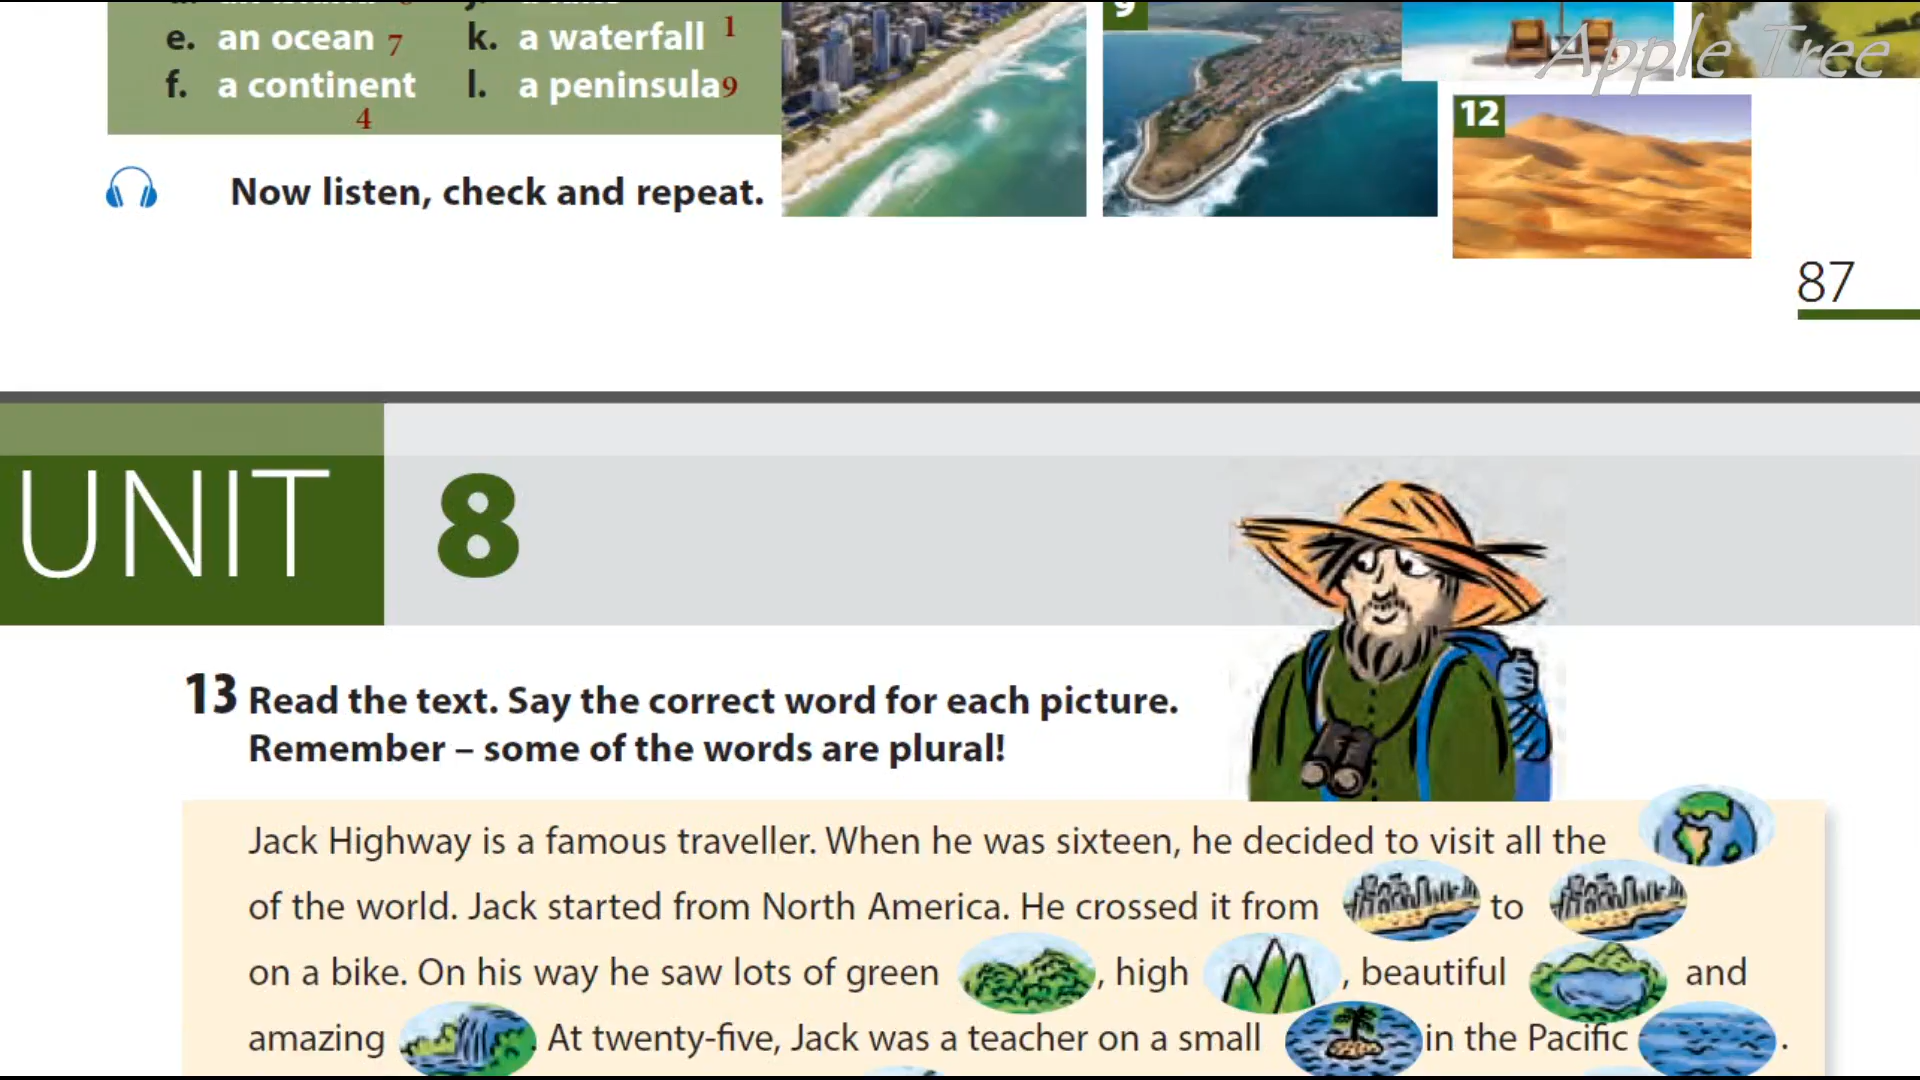 e. an ocean 7 k. a waterfall 1
f. a continent 4 l. a peninsula 9
9
Apple Tree
12
Now listen, check and repeat.
87
UNIT 8
13 Read the text. Say the correct word for each picture.
Remember – some of the words are plural!
Jack Highway is a famous traveller. When he was sixteen, he decided to visit all the
of the world. Jack started from North America. He crossed it from to
on a bike. On his way he saw lots of green , high , beautiful and
amazing . At twenty-five, Jack was a teacher on a small in the Pacific .